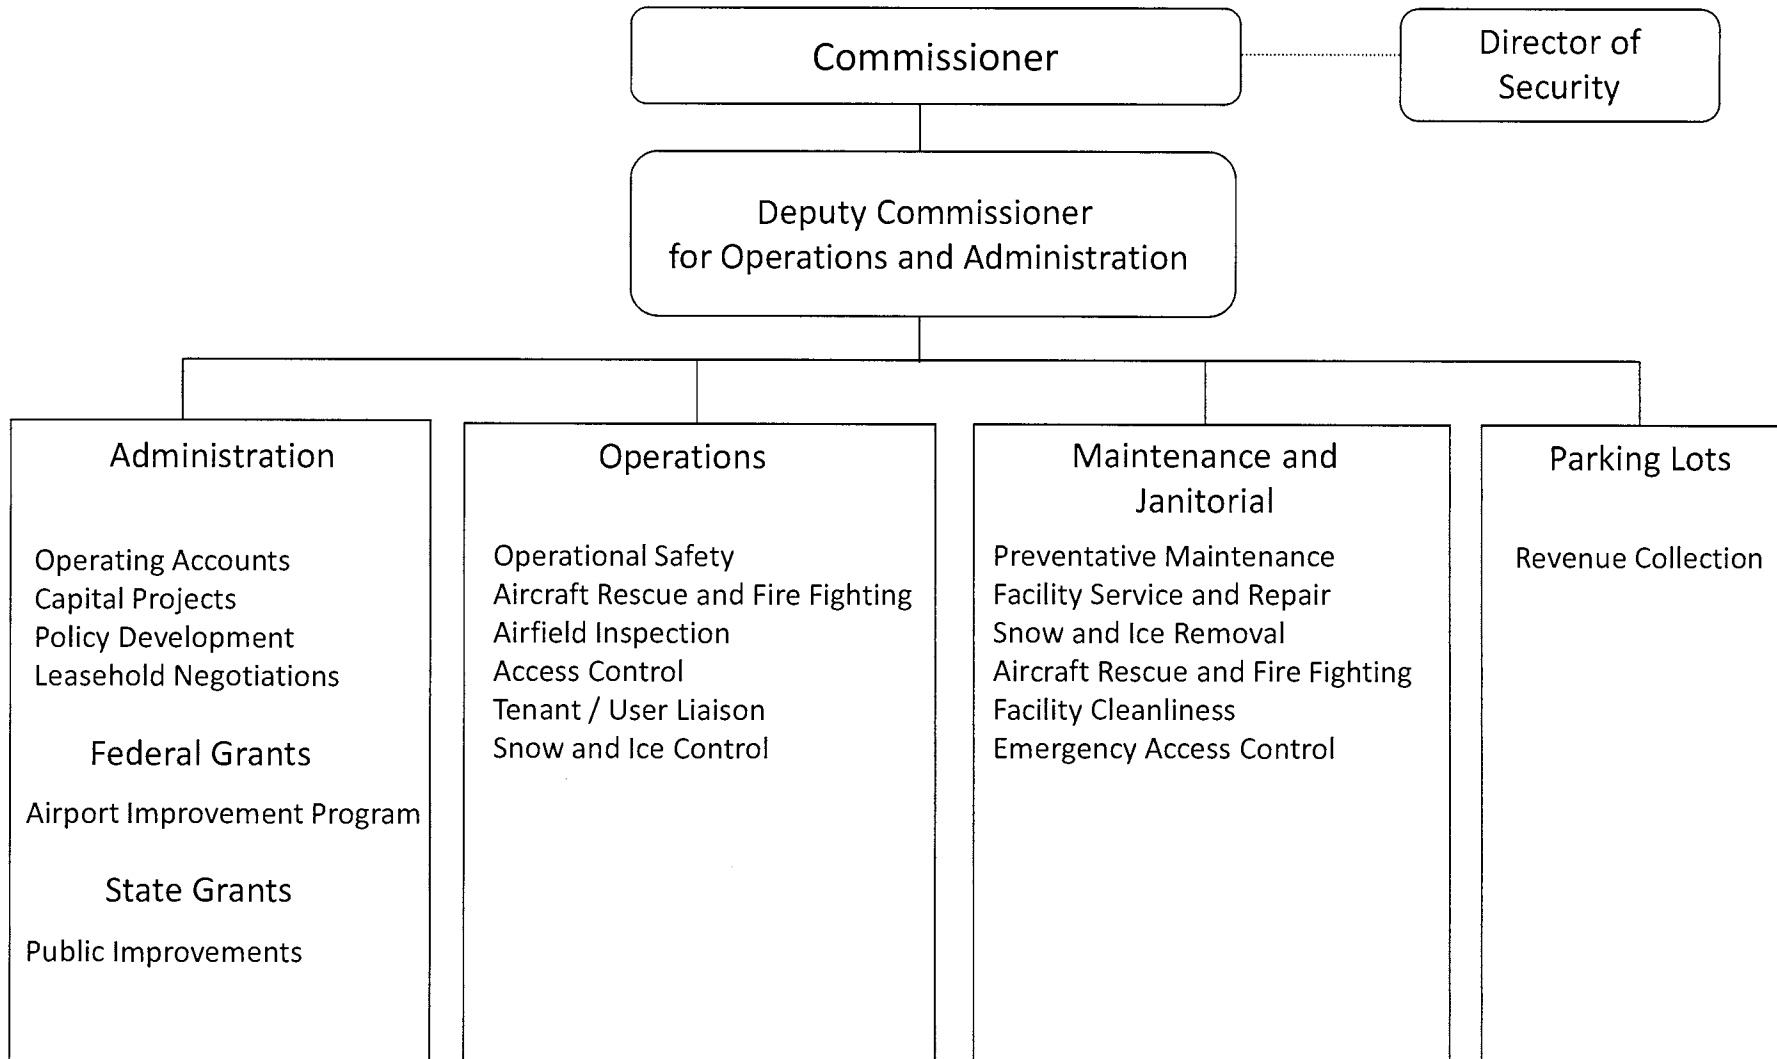 Commissioner
Director of
Security
Deputy Commissioner
for Operations and Administration
Administration
Operating Accounts
Capital Projects
Policy Development
Leasehold Negotiations
Federal Grants
Airport Improvement Program
State Grants
Public Improvements
Operations
Operational Safety
Aircraft Rescue and Fire Fighting
Airfield Inspection
Access Control
Tenant / User Liaison
Snow and Ice Control
Maintenance and
Janitorial
Preventative Maintenance
Facility Service and Repair
Snow and Ice Removal
Aircraft Rescue and Fire Fighting
Facility Cleanliness
Emergency Access Control
Parking Lots
Revenue Collection